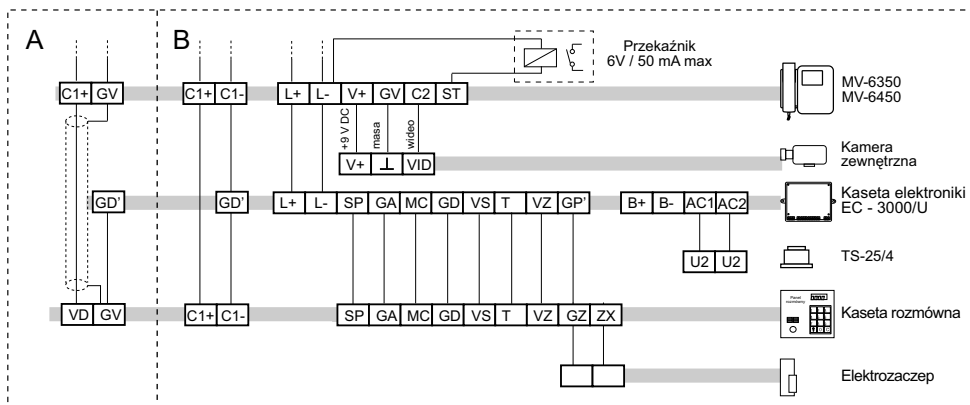 A
B
Przekaźnik
6V / 50 mA max
C1+ GV
C1+ C1-
L+ L- V+ GV C2 ST
MV-6350
MV-6450
+9 V DC
masa
wideo
V+ VID
Kamera
zewnętrzna
GD'
GD'
L+ L- SP GA MC GD VS T VZ GP'
B+ B- AC1 AC2
Kaseta elektroniki
EC - 3000/U
U2 U2
TS-25/4
VD GV
C1+ C1-
SP GA MC GD VS T VZ GZ ZX
Panel
rozmówny
Kaseta rozmówna
Elektrozaczep